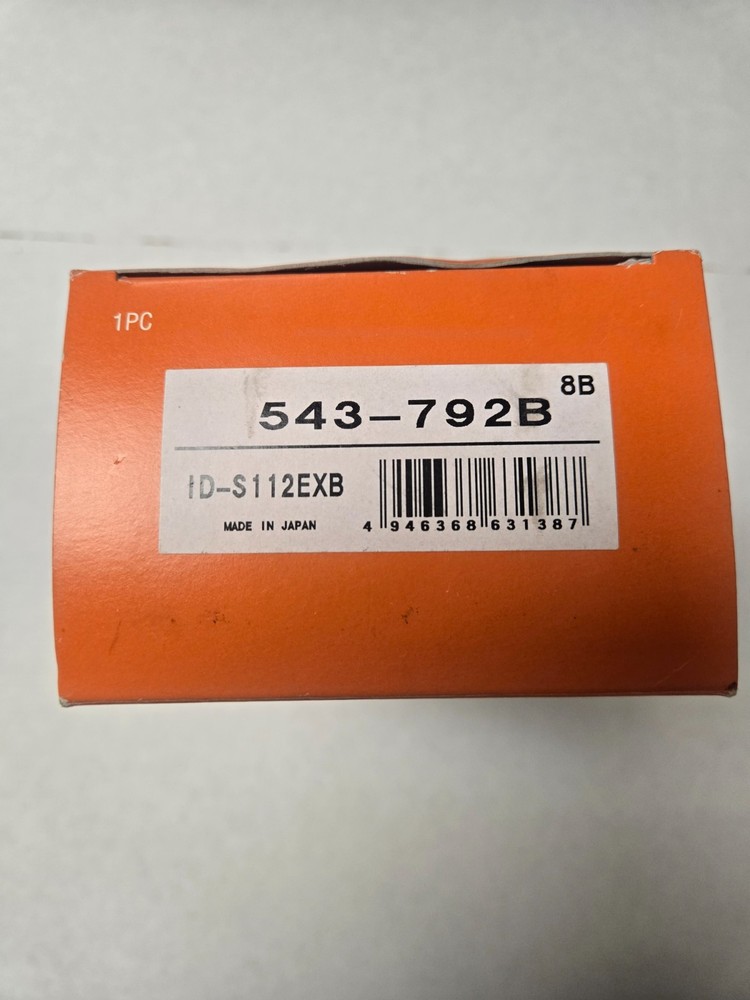 1PC
8B
543-792B
ID-S112EXB
MADE IN JAPAN
4 946368 631387